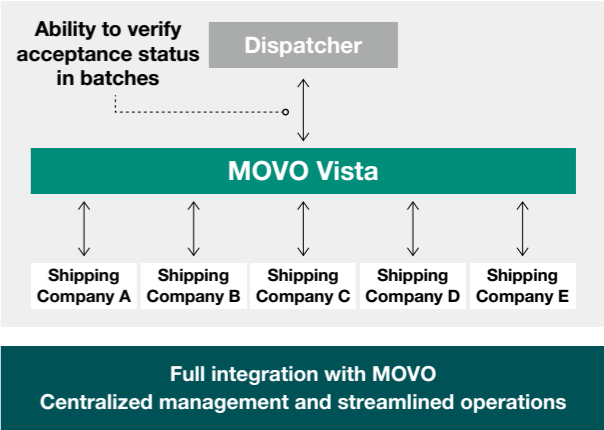 Ability to verify
acceptance status
in batches
Dispatcher
MOVO Vista
Shipping
Company A
Shipping
Company B
Shipping
Company C
Shipping
Company D
Shipping
Company E
Full integration with MOVO
Centralized management and streamlined operations